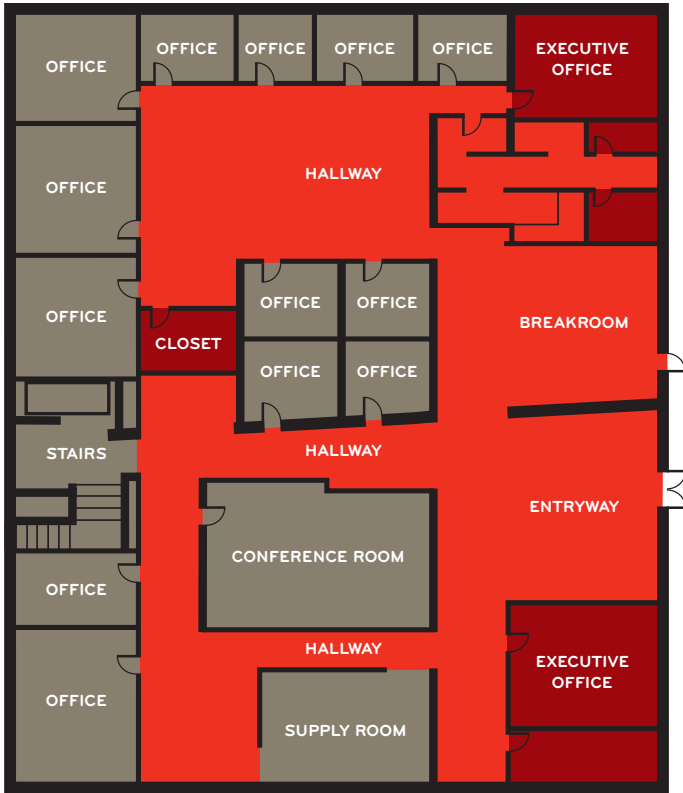 OFFICE
OFFICE
OFFICE
OFFICE
OFFICE
EXECUTIVE
OFFICE
OFFICE
HALLWAY
OFFICE
OFFICE
OFFICE
BREAKROOM
CLOSET
OFFICE
OFFICE
STAIRS
HALLWAY
ENTRYWAY
CONFERENCE ROOM
OFFICE
HALLWAY
EXECUTIVE
OFFICE
OFFICE
SUPPLY ROOM